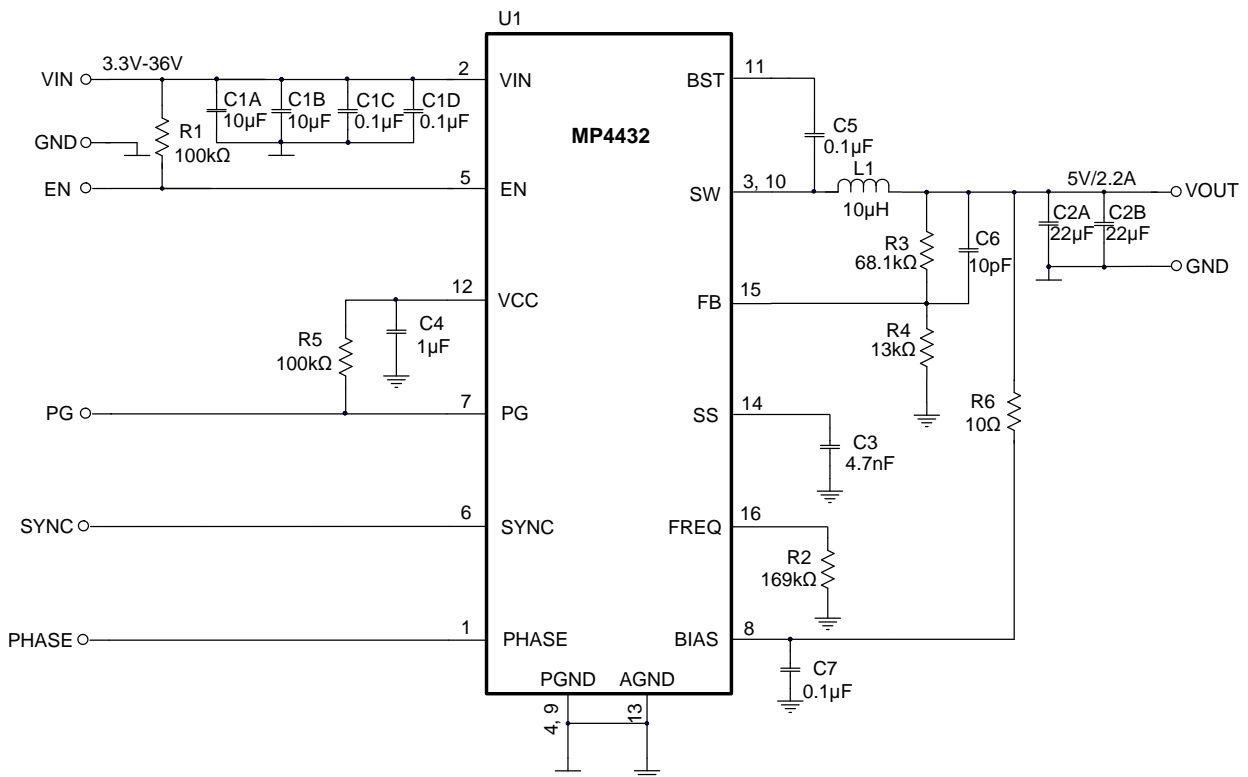 U1
VIN
3.3V-36V
2
VIN
C1A
10μF
C1B
10μF
C1C
0.1μF
C1D
0.1μF
GND
R1
100kΩ
EN
5
EN
MP4432
BST
11
C5
0.1μF
SW
3, 10
L1
10μH
5V/2.2A
VOUT
C2A
22μF
C2B
22μF
GND
R3
68.1kΩ
C6
10pF
12
VCC
C4
1μF
R5
100kΩ
FB
15
R4
13kΩ
PG
7
PG
SS
14
C3
4.7nF
R6
10Ω
SYNC
6
SYNC
FREQ
16
R2
169kΩ
PHASE
1
PHASE
BIAS
8
C7
0.1μF
PGND
AGND
4, 9
13